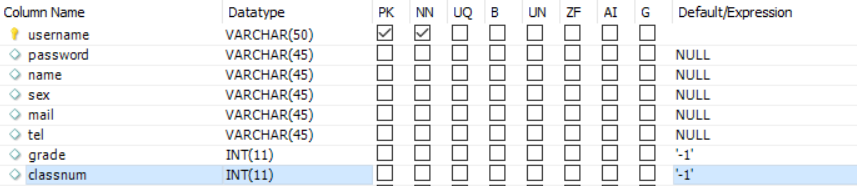 Column Name Datatype PK NN UQ B UN ZF AI G Default/Expression
username VARCHAR(50)
password VARCHAR(45) NULL
name VARCHAR(45) NULL
sex VARCHAR(45) NULL
mail VARCHAR(45) NULL
tel VARCHAR(45) NULL
grade INT(11) '-1'
classnum INT(11) '-1'